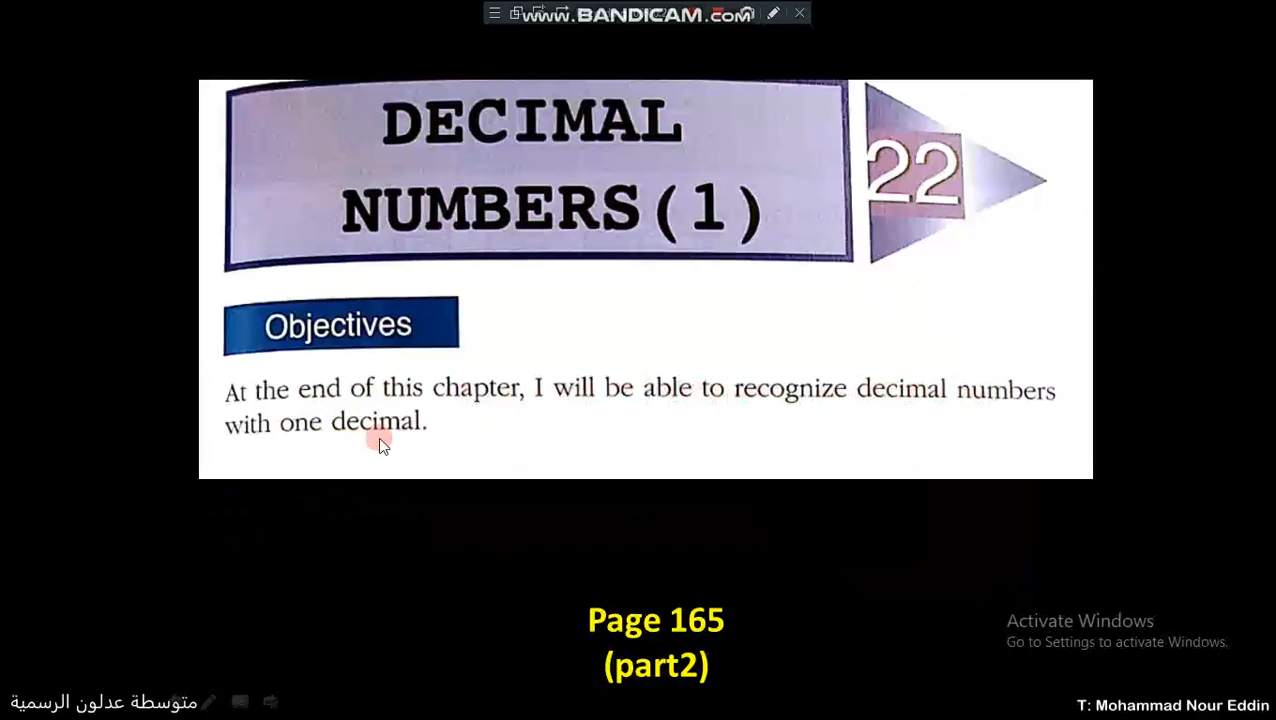 www.BANDICAM.com
DECIMAL
NUMBERS(1)
22
Objectives
At the end of this chapter, I will be able to recognize decimal numbers
with one decimal.
Page 165
(part2)
Activate Windows
Go to Settings to activate Windows.
متوسطة عدلون الرسمية
T: Mohammad Nour Eddin